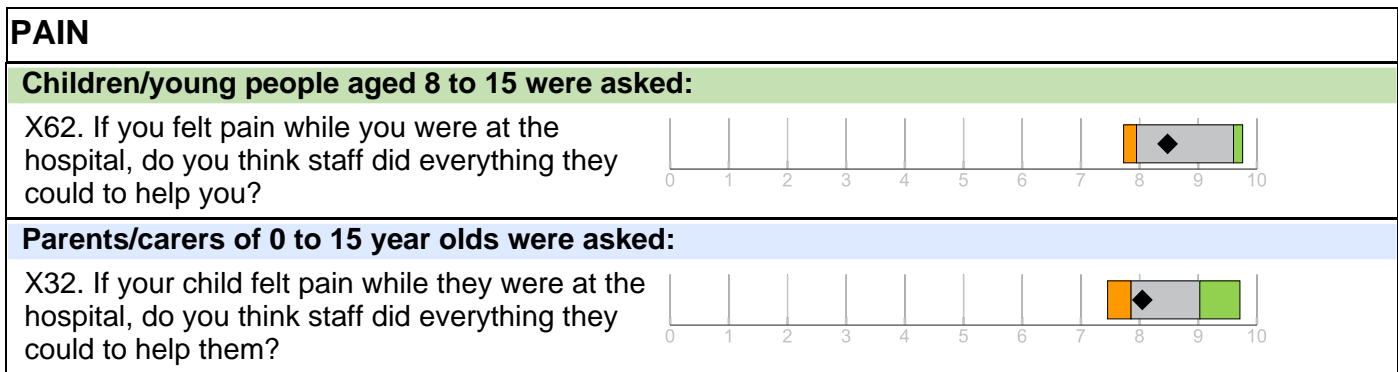 PAIN
Children/young people aged 8 to 15 were asked:
X62. If you felt pain while you were at the
hospital, do you think staff did everything they
could to help you?
0 1 2 3 4 5 6 7 8 9 10
Parents/carers of 0 to 15 year olds were asked:
X32. If your child felt pain while they were at the
hospital, do you think staff did everything they
could to help them?
0 1 2 3 4 5 6 7 8 9 10